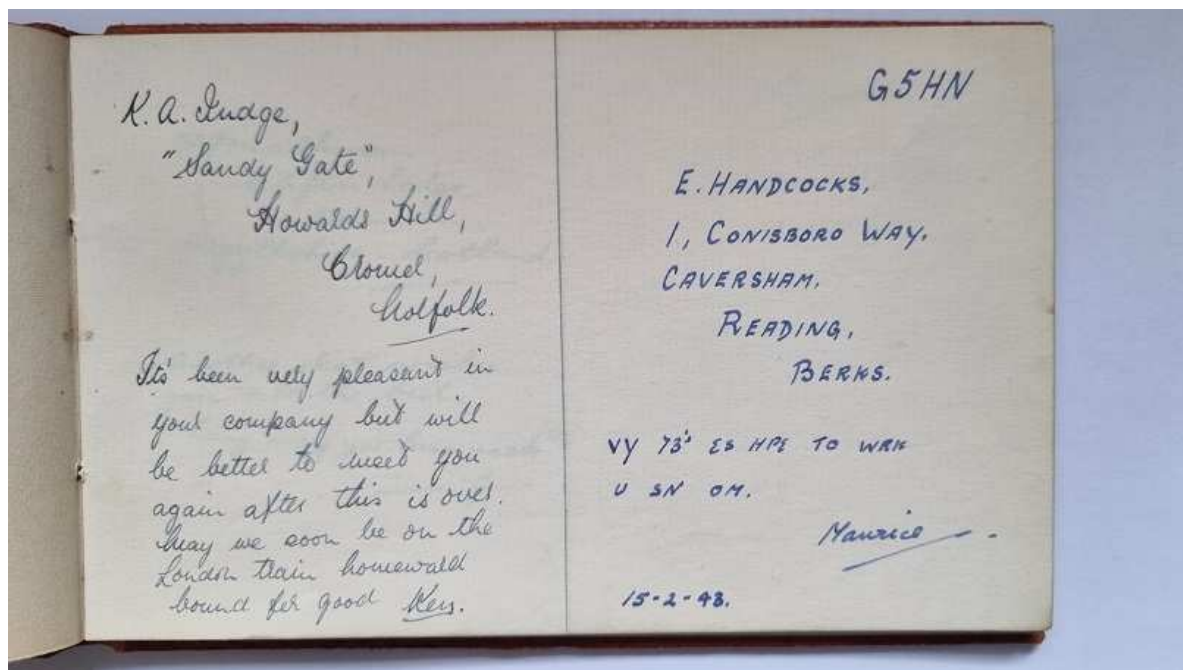 K. A. Judge,
"Sandy Gate",
Howards Hill,
Cromer,
Norfolk.
It's been very pleasant in
your company but will
be better to meet you
again after this is over.
May we soon be on the
London train homeward
bound for good Ken.
G5HN
E. HANDCOCKS,
1, CONISBORO WAY.
CAVERSHAM.
READING,
BERKS.
VY 73's ES HPE TO WRK
U SN OM.
Maurice
15-2-43.